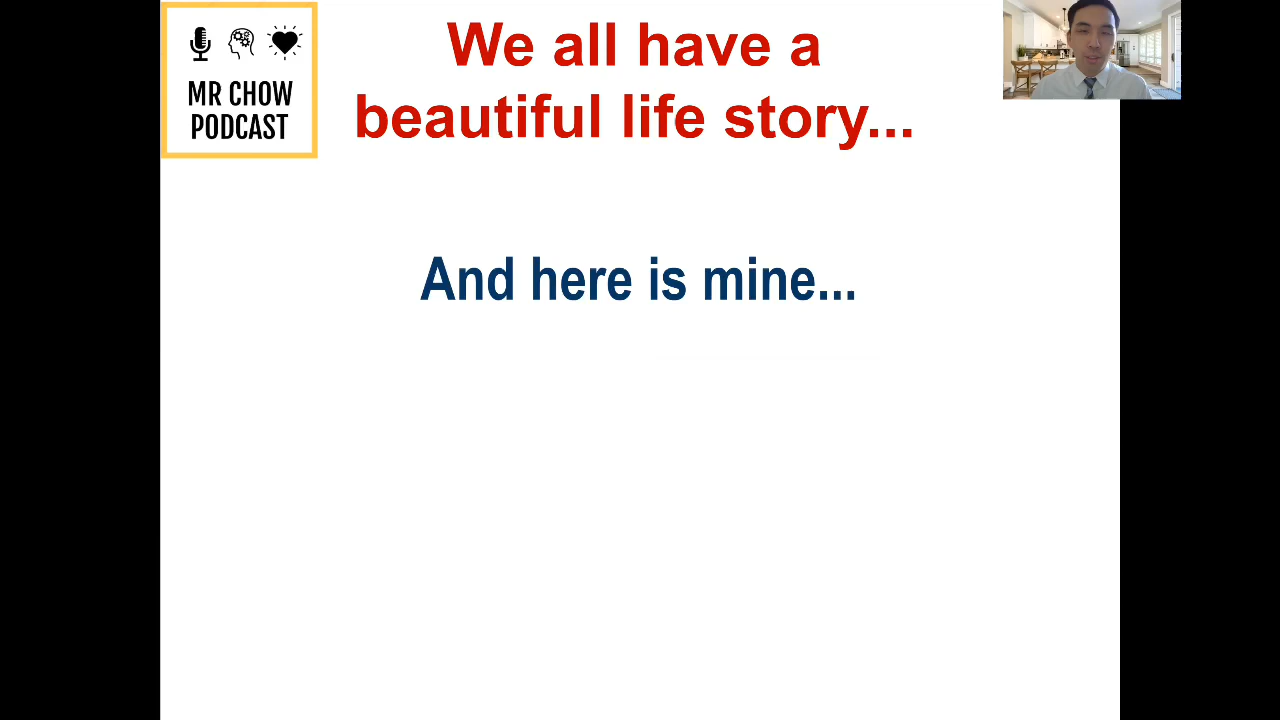 MR CHOW
PODCAST
We all have a
beautiful life story...
And here is mine...